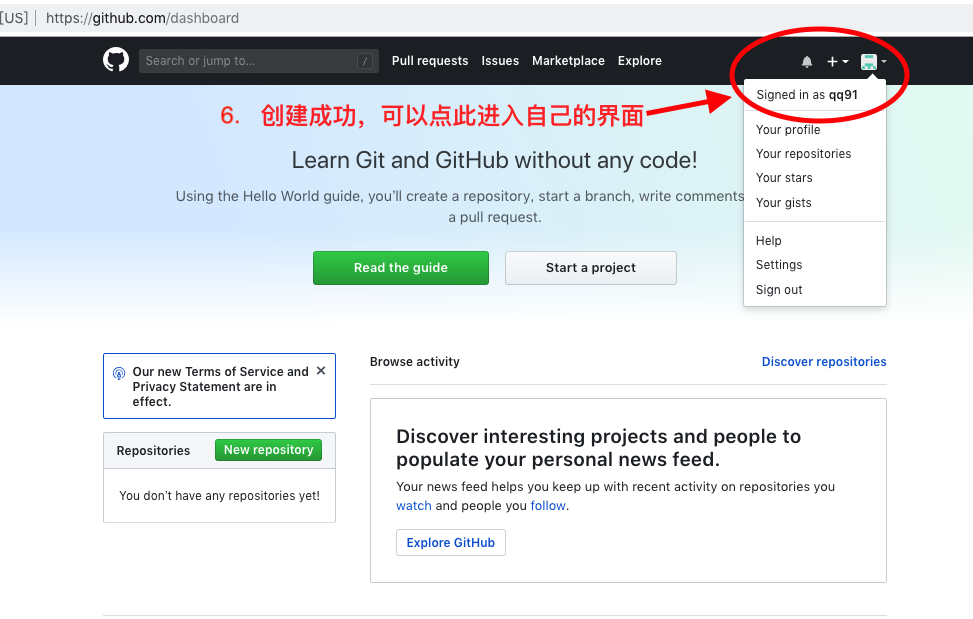 [US] https://github.com/dashboard
Search or jump to... / Pull requests Issues Marketplace Explore
Signed in as qq91
6. 创建成功，可以点此进入自己的界面
Your profile
Your repositories
Your stars
Your gists
Help
Settings
Sign out
Learn Git and GitHub without any code!
Using the Hello World guide, you’ll create a repository, start a branch, write comments
a pull request.
Read the guide Start a project
Our new Terms of Service and
Privacy Statement are in
effect.
Repositories New repository
You don’t have any repositories yet!
Browse activity Discover repositories
Discover interesting projects and people to
populate your personal news feed.
Your news feed helps you keep up with recent activity on repositories you
watch and people you follow.
Explore GitHub